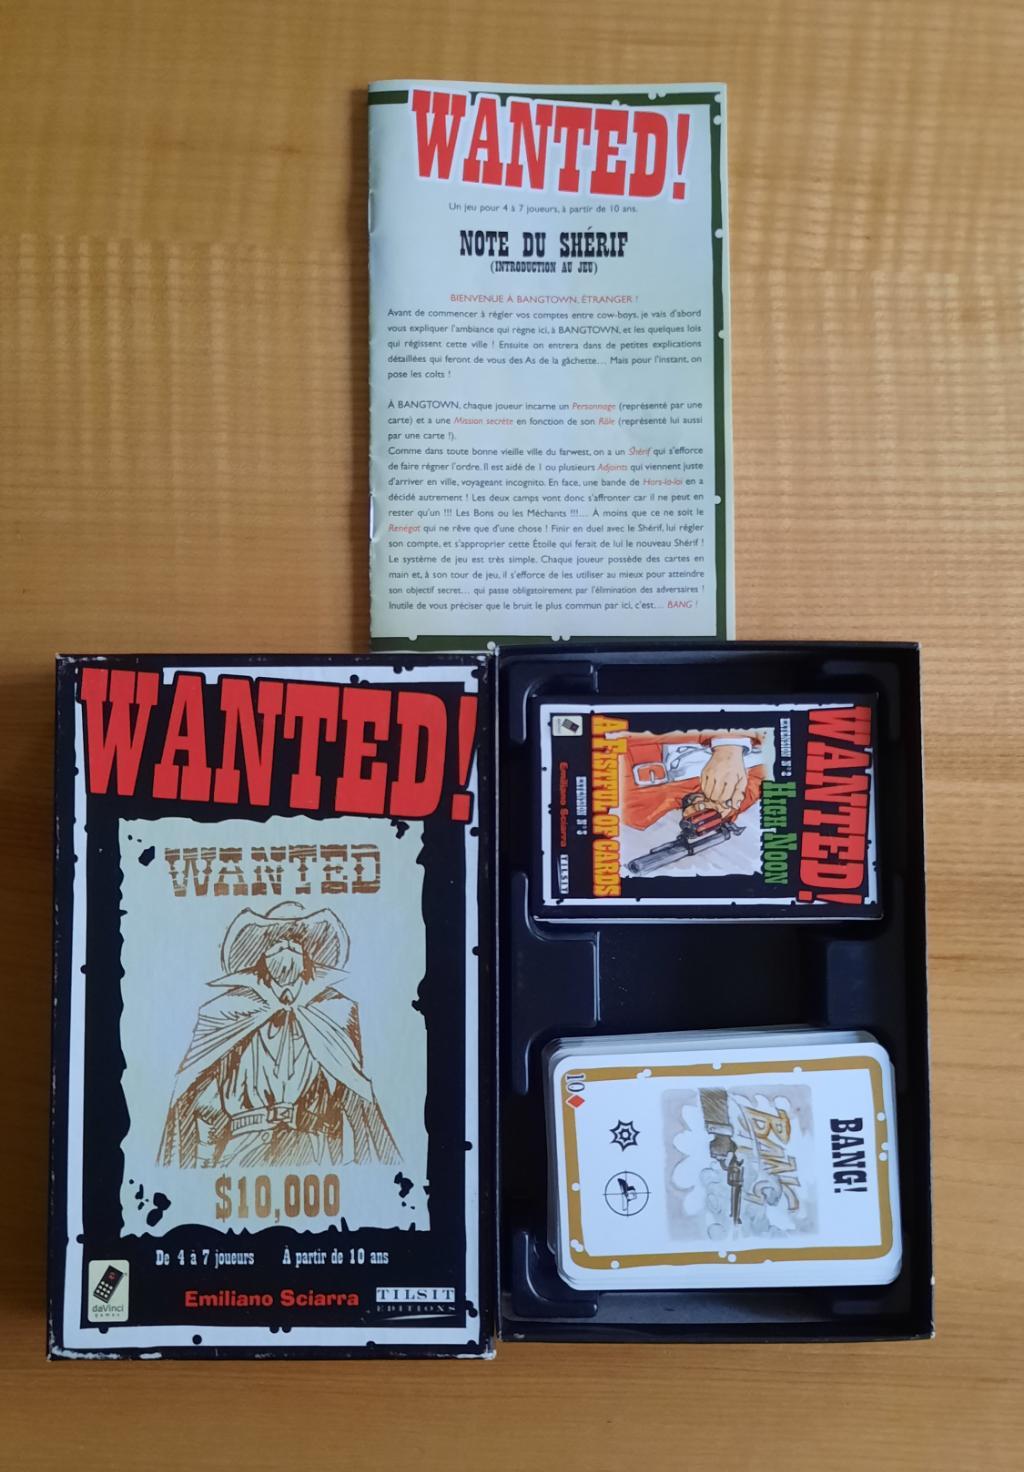 WANTED!
Un jeu pour 4 à 7 joueurs, à partir de 10 ans.
NOTE DU SHÉRIF
(INTRODUCTION AU JEU)
BIENVENUE À BANGTOWN, ÉTRANGER !
Avant de commencer à régler vos comptes entre cow-boys, je vais d'abord
vous expliquer l'ambiance qui règne ici, à BANGTOWN, et les quelques lois
qui régissent cette ville ! Ensuite on entrera dans de petites explications
détaillées qui feront de vous des As de la gâchette... Mais pour l'instant, on
pose les colts !
À BANGTOWN, chaque joueur incarne un Personnage (représenté par une
carte) et a une Mission secrète en fonction de son Rôle (représenté lui aussi
par une carte !).
Comme dans toute bonne vieille ville du farwest, on a un Shérif qui s'efforce
de faire régner l'ordre. Il est aidé de 1 ou plusieurs Adjoints qui viennent juste
d'arriver en ville, voyageant incognito. En face, une bande de Hors-la-loi en a
décidé autrement ! Les deux camps vont donc s'affronter car il ne peut en
rester qu'un !!! Les Bons ou les Méchants !!!... À moins que ce ne soit le
Renégat qui ne rêve que d'une chose ! Finir en duel avec le Shérif, lui régler
son compte, et s'approprier cette Étoile qui ferait de lui le nouveau Shérif !
Le système de jeu est très simple. Chaque joueur possède des cartes en
main et, à son tour de jeu, il s'efforce de les utiliser au mieux pour atteindre
son objectif secret... qui passe obligatoirement par l'élimination des adversaires !
Inutile de vous préciser que le bruit le plus commun par ici, c'est... BANG !
WANTED!
WANTED
$10,000
De 4 à 7 joueurs À partir de 10 ans
daVinci
GAMES
Emiliano Sciarra
TILSIT
EDITIONS
WANTED!
HIGH NOON
A FISTFUL OF CARDS
Emiliano Sciarra
TILSIT
BANG!
BANG
10